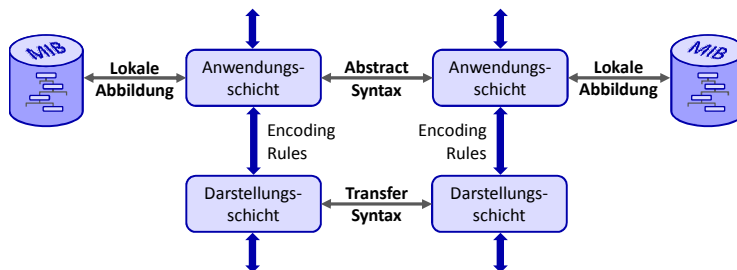 MIB
Lokale
Abbildung
Anwendungs-
schicht
Abstract
Syntax
Anwendungs-
schicht
Lokale
Abbildung
MIB
Encoding
Rules
Encoding
Rules
Darstellungs-
schicht
Transfer
Syntax
Darstellungs-
schicht